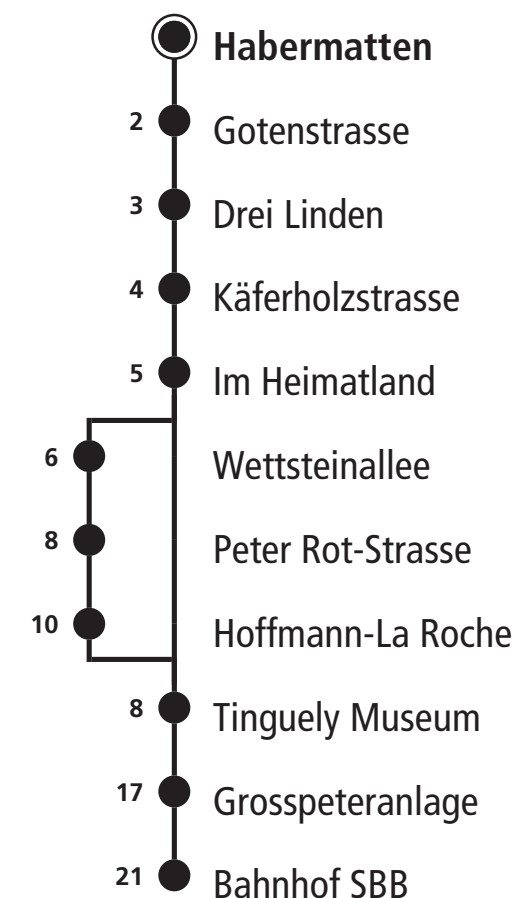 Habermatten
2 Gotenstrasse
3 Drei Linden
4 Käferholzstrasse
5 Im Heimatland
6 Wettsteinallee
8 Peter Rot-Strasse
10 Hoffmann-La Roche
8 Tinguely Museum
17 Grosspeteranlage
21 Bahnhof SBB